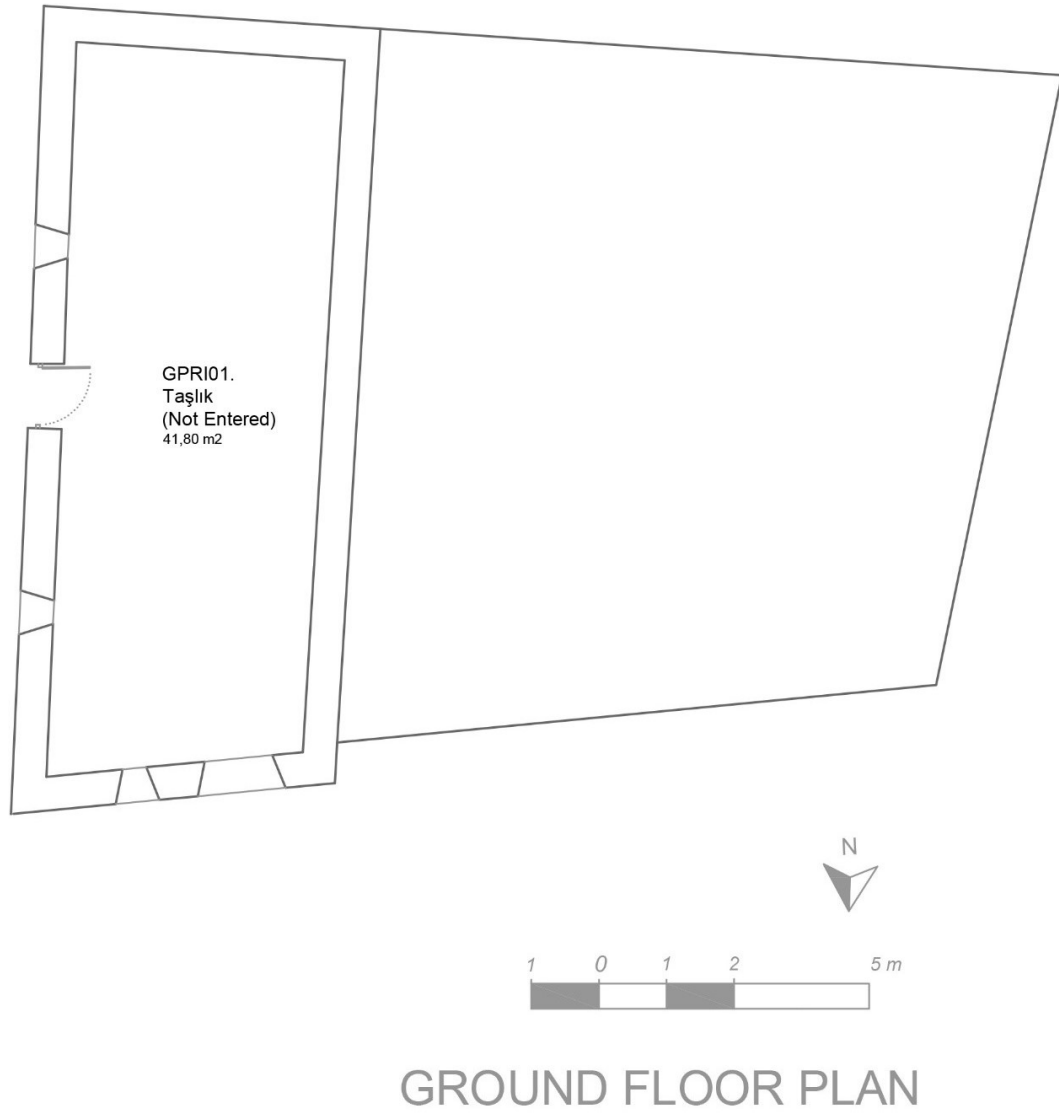 GPRI01.
Taşlık
(Not Entered)
41,80 m2
N
1 0 1 2 5 m
GROUND FLOOR PLAN